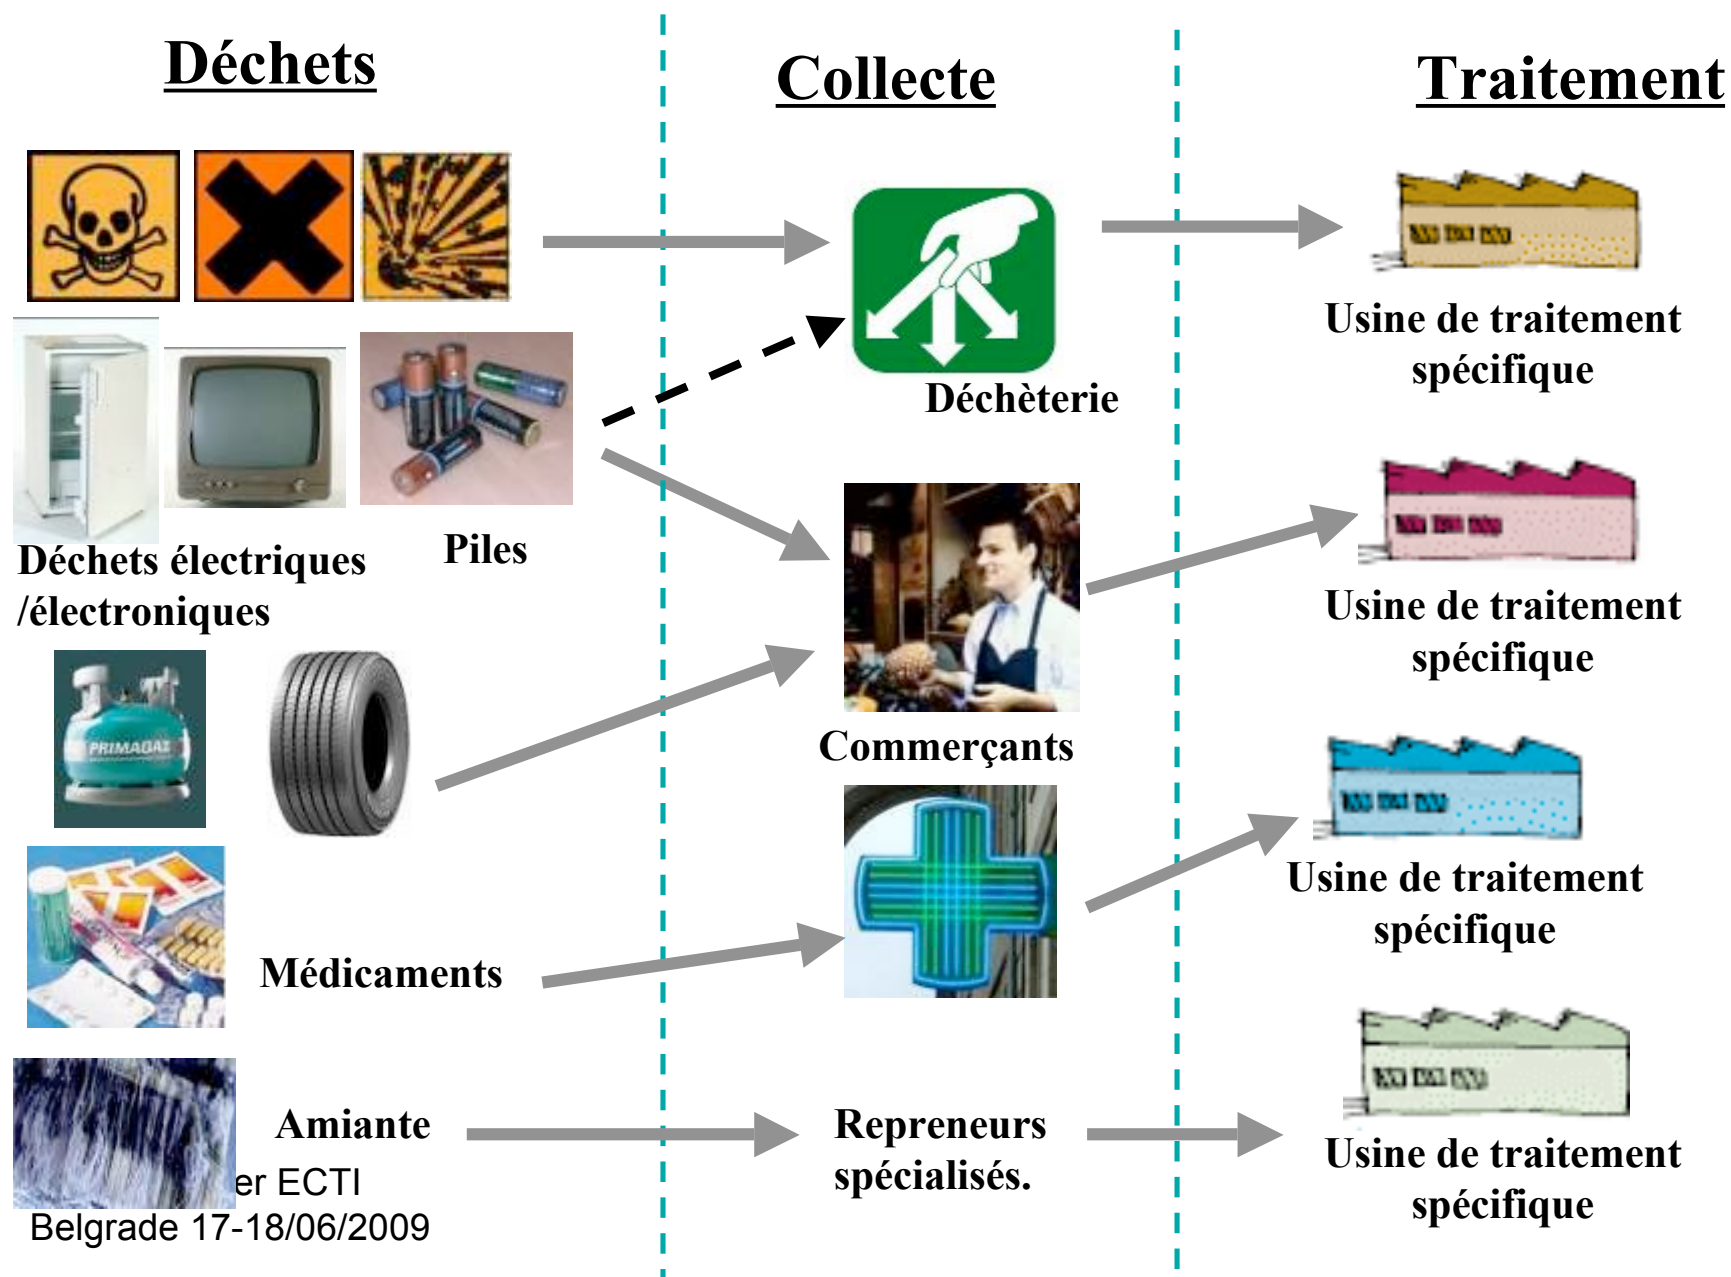 Déchets
Collecte
Traitement
Usine de traitement
spécifique
Déchèterie
Déchets électriques
/électroniques
Piles
Usine de traitement
spécifique
PRIMAGAZ
Commerçants
Usine de traitement
spécifique
Médicaments
Amiante
Repreneurs
spécialisés.
Usine de traitement
spécifique
er ECTI
Belgrade 17-18/06/2009